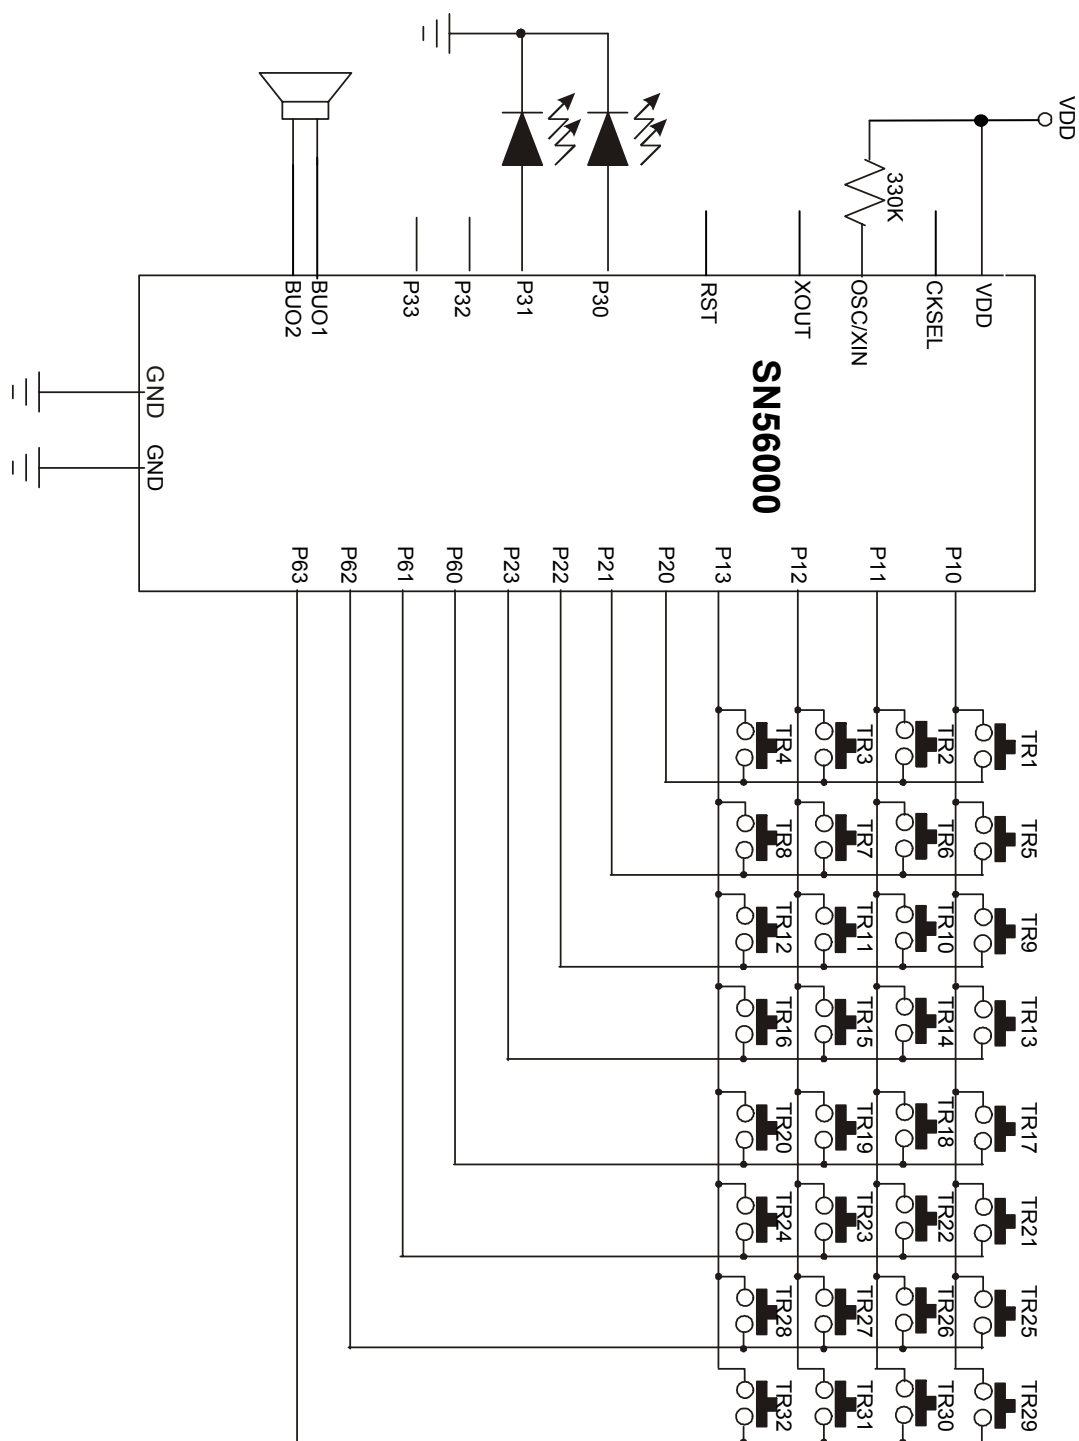 VDD
330K
VDD
CKSEL
OSC/XIN
XOUT
RST
P30
P31
P32
P33
BUO1
BUO2
SN56000
GND
GND
P10
P11
P12
P13
P20
P21
P22
P23
P60
P61
P62
P63
TR1
TR2
TR3
TR4
TR5
TR6
TR7
TR8
TR9
TR10
TR11
TR12
TR13
TR14
TR15
TR16
TR17
TR18
TR19
TR20
TR21
TR22
TR23
TR24
TR25
TR26
TR27
TR28
TR29
TR30
TR31
TR32